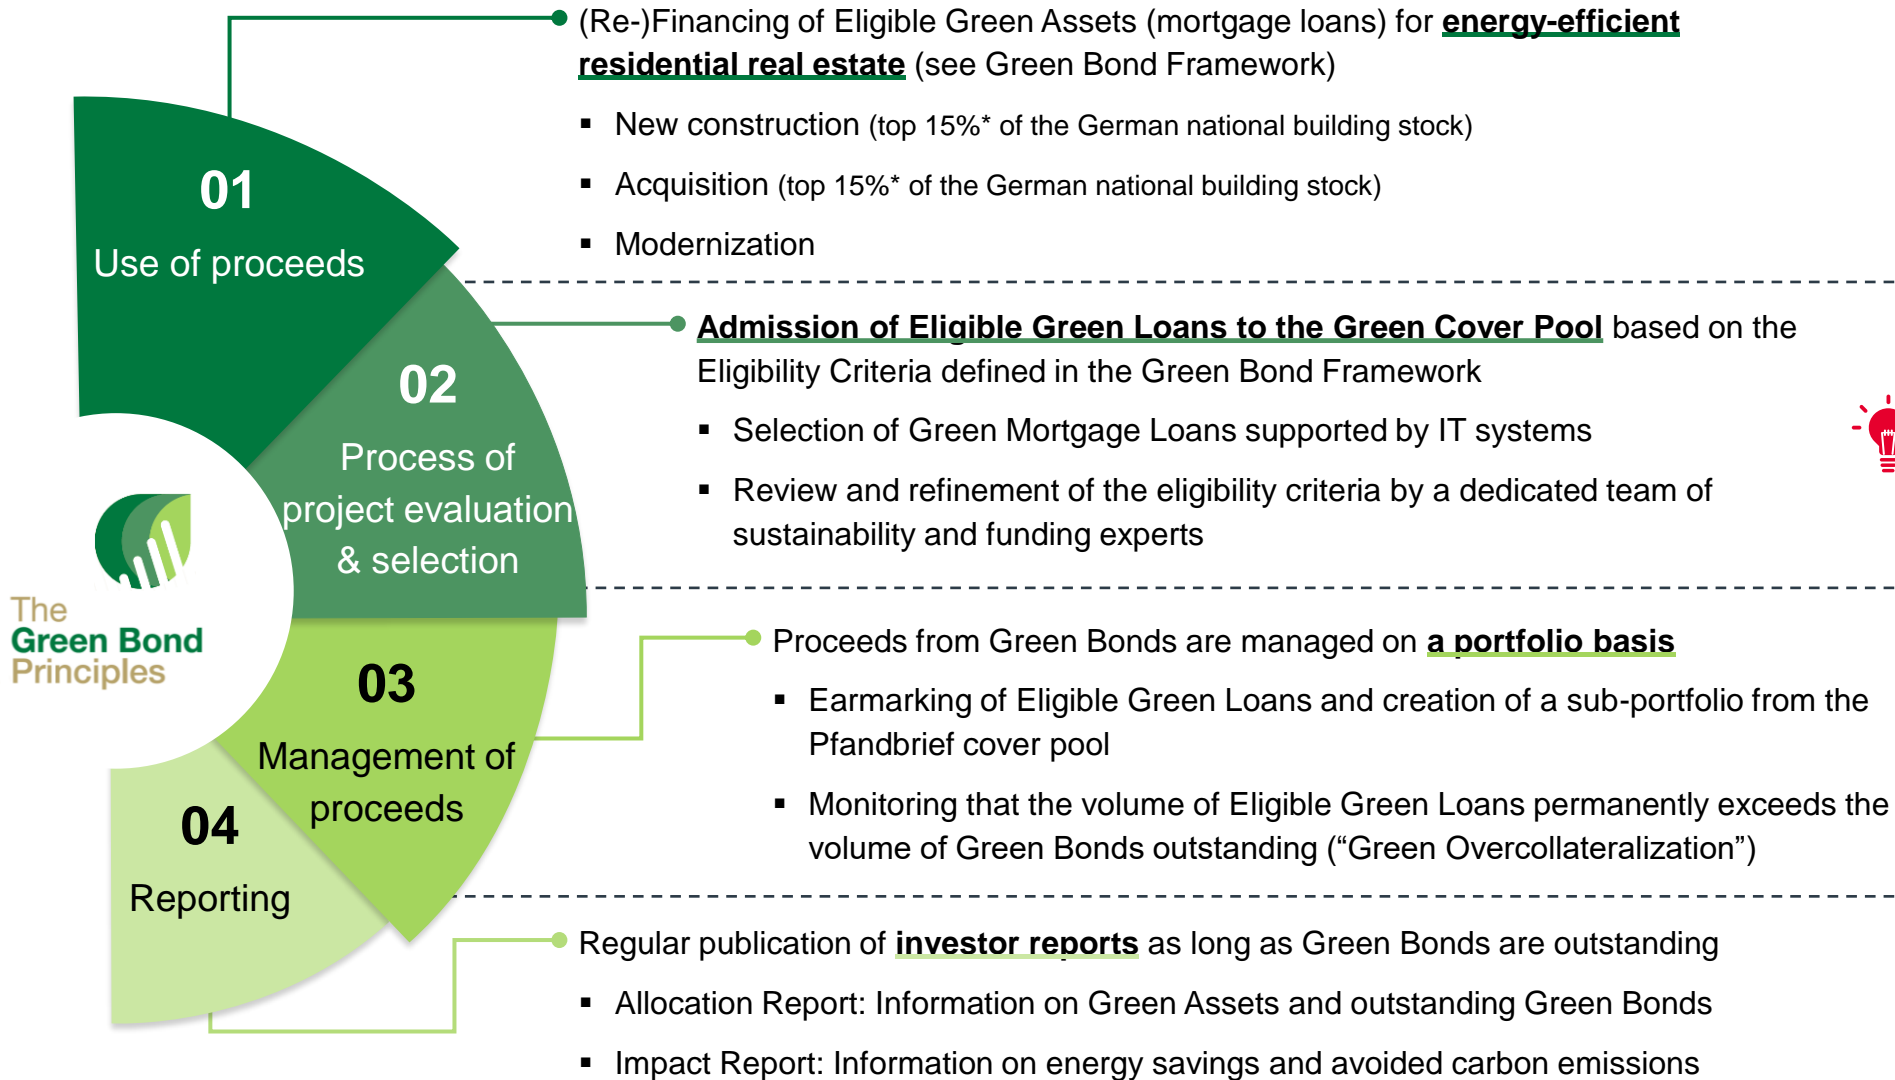 (Re-)Financing of Eligible Green Assets (mortgage loans) for energy-efficient
residential real estate (see Green Bond Framework)
▪ New construction (top 15%* of the German national building stock)
▪ Acquisition (top 15%* of the German national building stock)
▪ Modernization
01
Use of proceeds
Admission of Eligible Green Loans to the Green Cover Pool based on the
Eligibility Criteria defined in the Green Bond Framework
▪ Selection of Green Mortgage Loans supported by IT systems
▪ Review and refinement of the eligibility criteria by a dedicated team of
sustainability and funding experts
02
Process of
project evaluation
& selection
The
Green Bond
Principles
Proceeds from Green Bonds are managed on a portfolio basis
▪ Earmarking of Eligible Green Loans and creation of a sub-portfolio from the
Pfandbrief cover pool
▪ Monitoring that the volume of Eligible Green Loans permanently exceeds the
volume of Green Bonds outstanding (“Green Overcollateralization”)
03
Management of
proceeds
04
Reporting
Regular publication of investor reports as long as Green Bonds are outstanding
▪ Allocation Report: Information on Green Assets and outstanding Green Bonds
▪ Impact Report: Information on energy savings and avoided carbon emissions